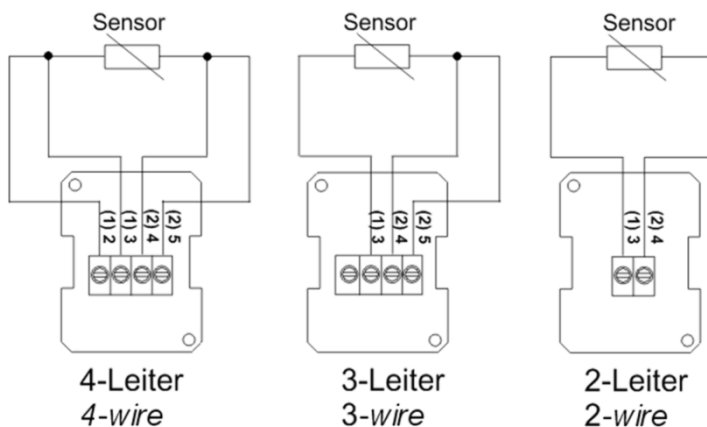 Sensor
(1) 2
(1) 3
(2) 4
(2) 5
4-Leiter
4-wire
Sensor
(1) 3
(2) 4
(2) 5
3-Leiter
3-wire
Sensor
(1) 3
(2) 4
2-Leiter
2-wire